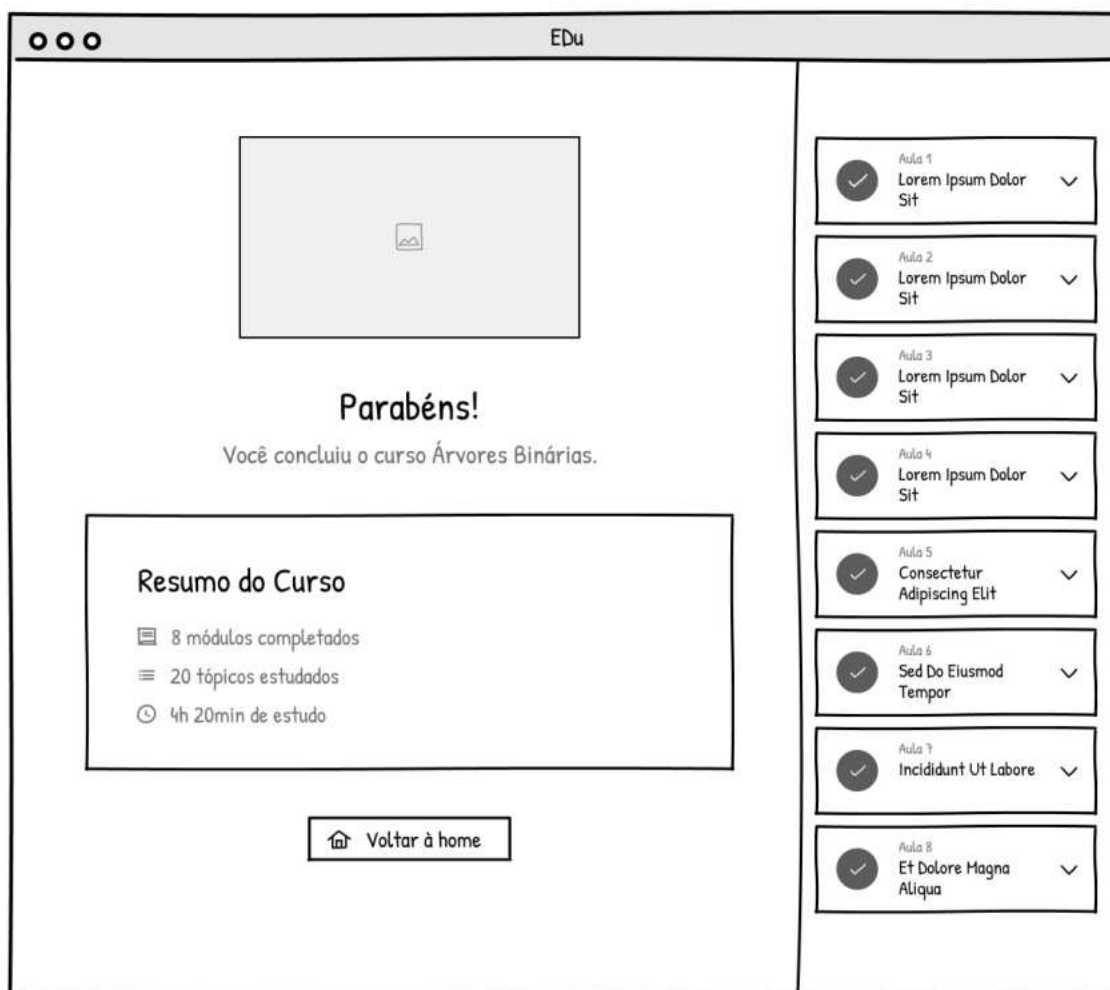 EDu
Parabéns!
Você concluiu o curso Árvores Binárias.
Resumo do Curso
8 módulos completados
20 tópicos estudados
4h 20min de estudo
Voltar à home
Aula 1
Lorem Ipsum Dolor
Sit
Aula 2
Lorem Ipsum Dolor
Sit
Aula 3
Lorem Ipsum Dolor
Sit
Aula 4
Lorem Ipsum Dolor
Sit
Aula 5
Consectetur
Adipiscing Elit
Aula 6
Sed Do Eiusmod
Tempor
Aula 7
Incididunt Ut Labore
Aula 8
Et Dolore Magna
Aliqua